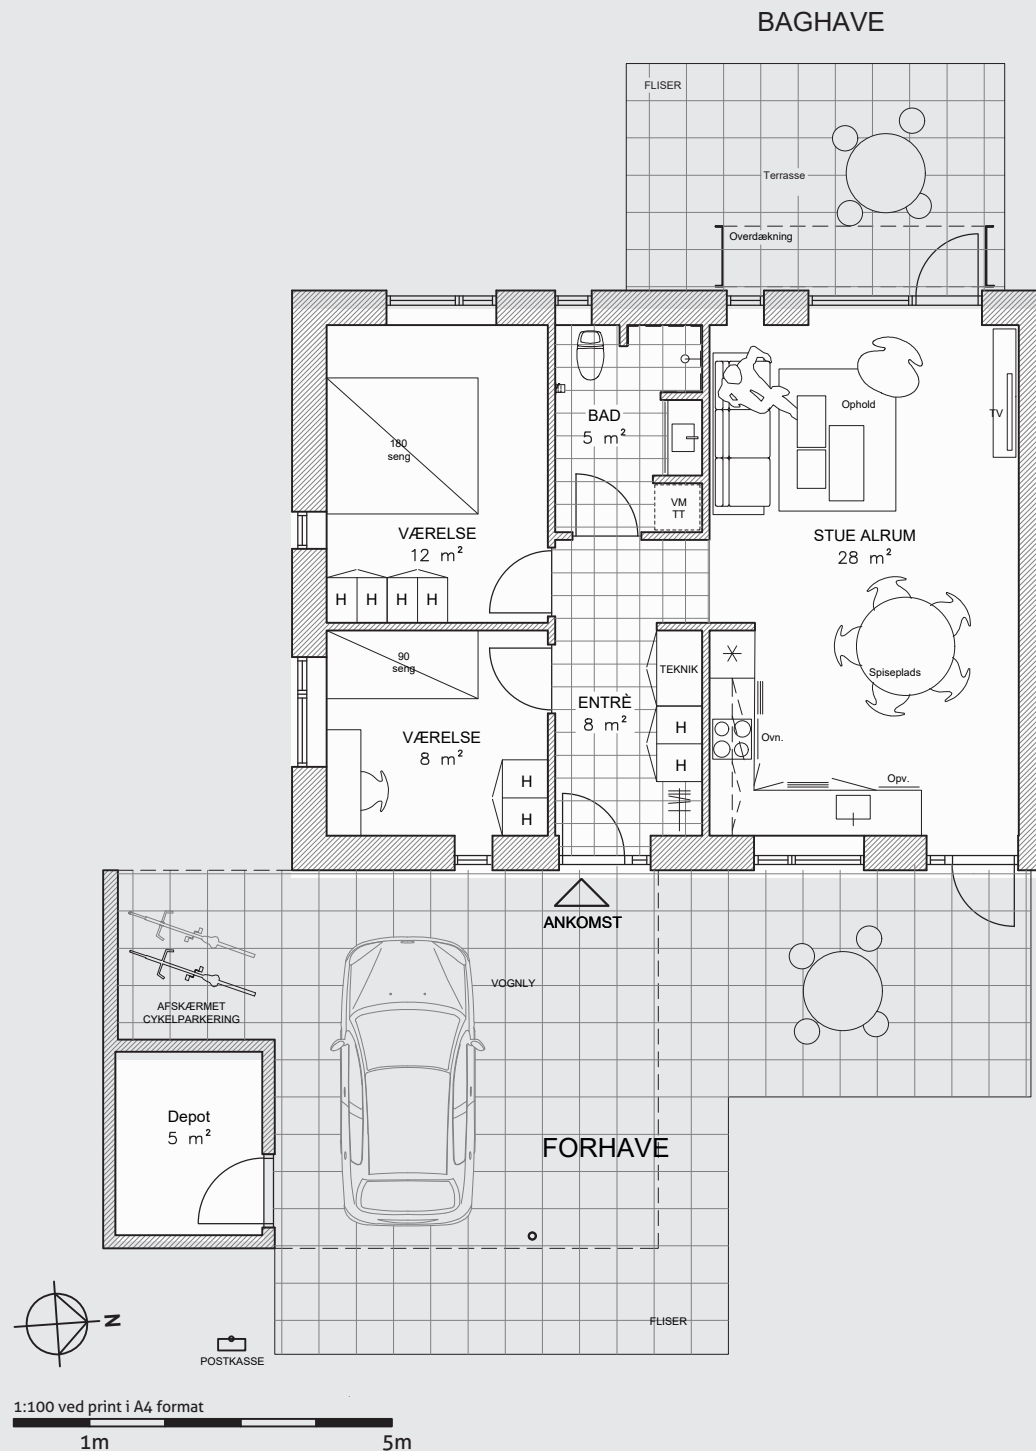 BAGHAVE
FLISER
Terrasse
Overdækning
Ophold
TV
BAD
5 m²
180
seng
VM
TT
VÆRELSE
12 m²
STUE ALRUM
28 m²
H H H H
90
seng
TEKNIK
Spiseplads
ENTRÈ
8 m²
H
VÆRELSE
8 m²
Ovn.
H
H
Opv.
H
ANKOMST
VOGNLY
AFSKÆRMET
CYKELPARKERING
Depot
5 m²
FORHAVE
N
FLISER
POSTKASSE
1:100 ved print i A4 format
1m 5m